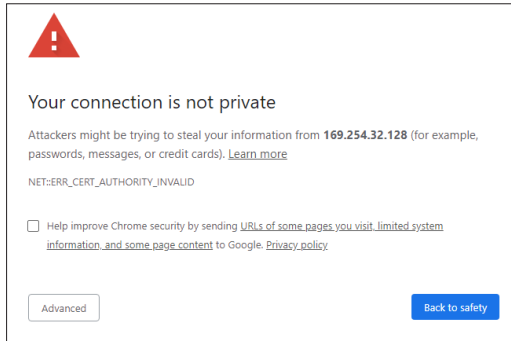 Your connection is not private
Attackers might be trying to steal your information from 169.254.32.128 (for example,
passwords, messages, or credit cards). Learn more
NET::ERR_CERT_AUTHORITY_INVALID
Help improve Chrome security by sending URLs of some pages you visit, limited system
information, and some page content to Google. Privacy policy
Advanced
Back to safety